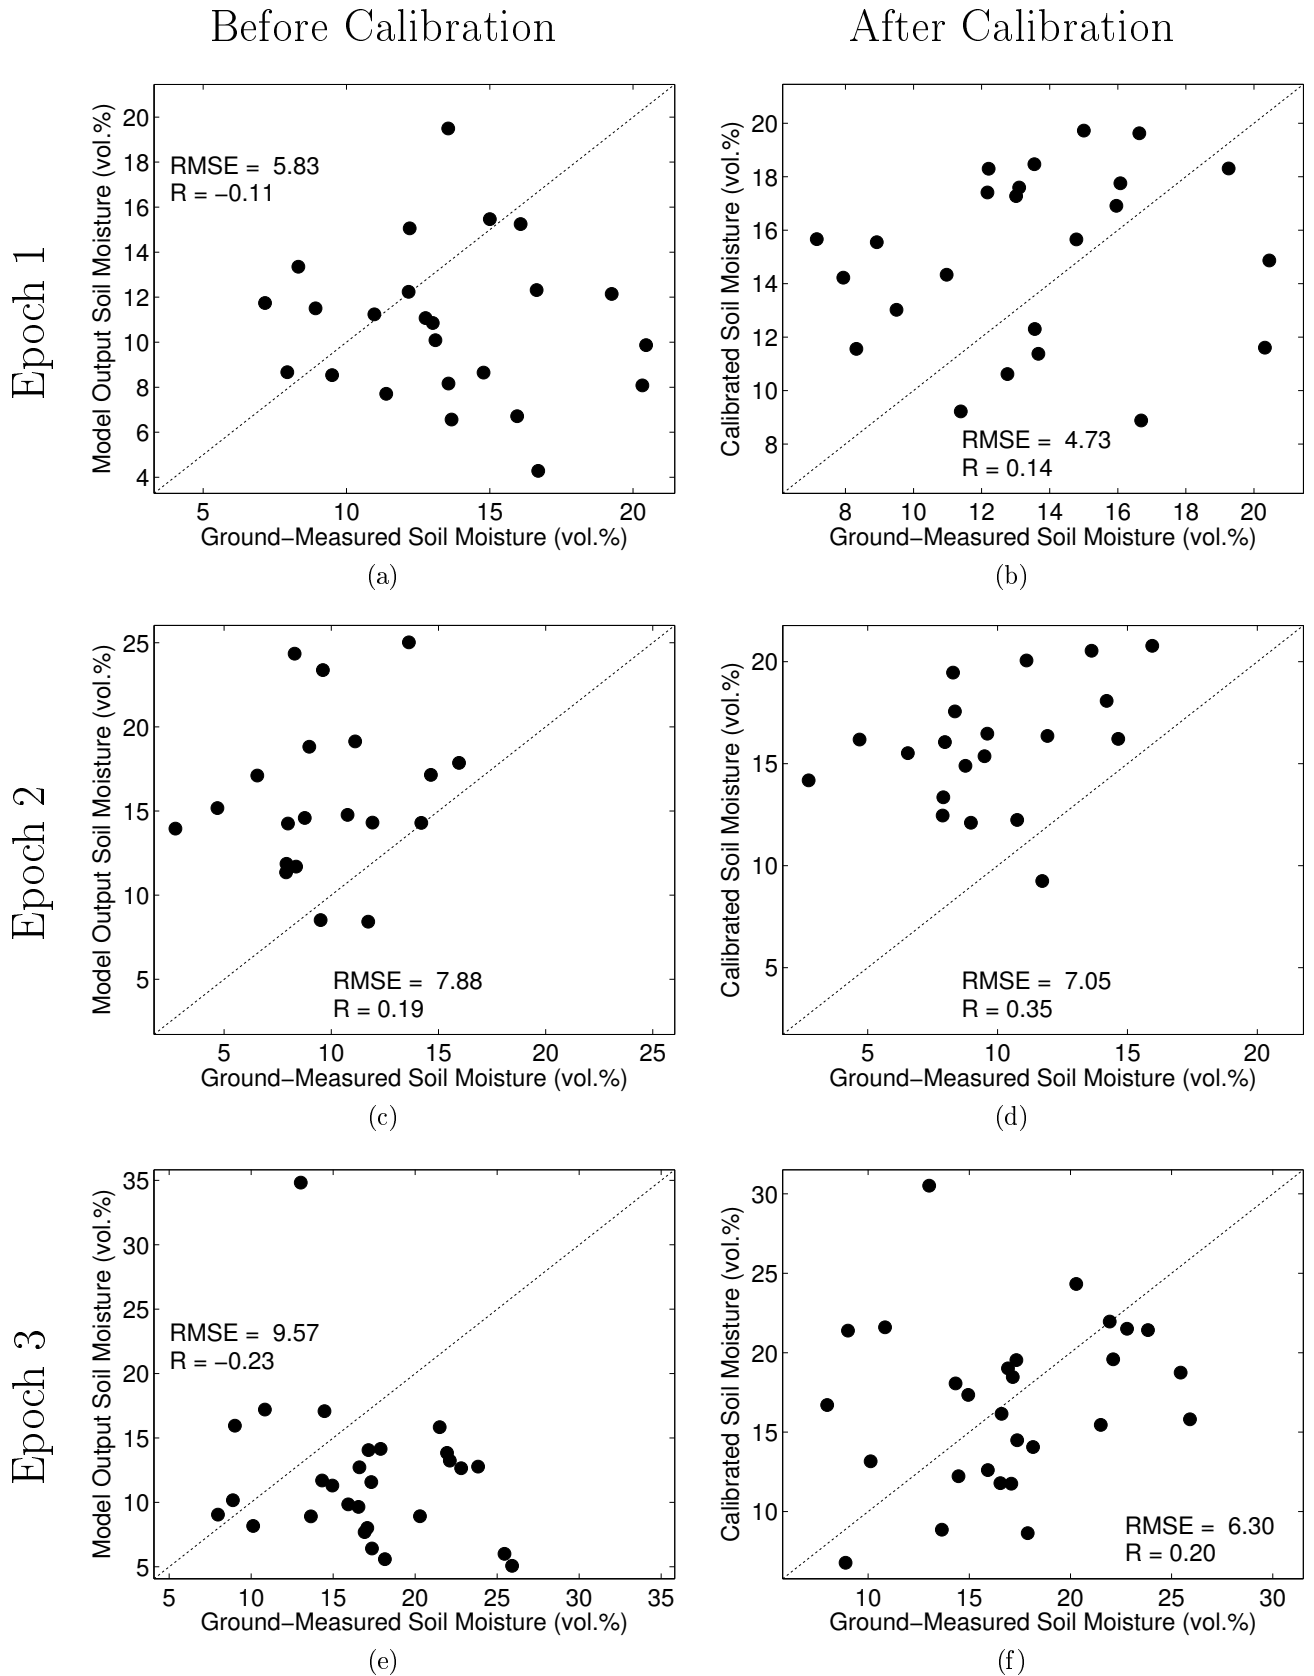 Before Calibration
After Calibration
Epoch 1
Model Output Soil Moisture (vol.%)
20
18
16
14
12
10
8
6
4
RMSE = 5.83
R = −0.11
5 10 15 20
Ground−Measured Soil Moisture (vol.%)
(a)
Calibrated Soil Moisture (vol.%)
20
18
16
14
12
10
8
RMSE = 4.73
R = 0.14
8 10 12 14 16 18 20
Ground−Measured Soil Moisture (vol.%)
(b)
Epoch 2
Model Output Soil Moisture (vol.%)
25
20
15
10
5
RMSE = 7.88
R = 0.19
5 10 15 20 25
Ground−Measured Soil Moisture (vol.%)
(c)
Calibrated Soil Moisture (vol.%)
20
15
10
5
RMSE = 7.05
R = 0.35
5 10 15 20
Ground−Measured Soil Moisture (vol.%)
(d)
Epoch 3
Model Output Soil Moisture (vol.%)
35
30
25
20
15
10
5
RMSE = 9.57
R = −0.23
5 10 15 20 25 30 35
Ground−Measured Soil Moisture (vol.%)
(e)
Calibrated Soil Moisture (vol.%)
30
25
20
15
10
RMSE = 6.30
R = 0.20
10 15 20 25 30
Ground−Measured Soil Moisture (vol.%)
(f)